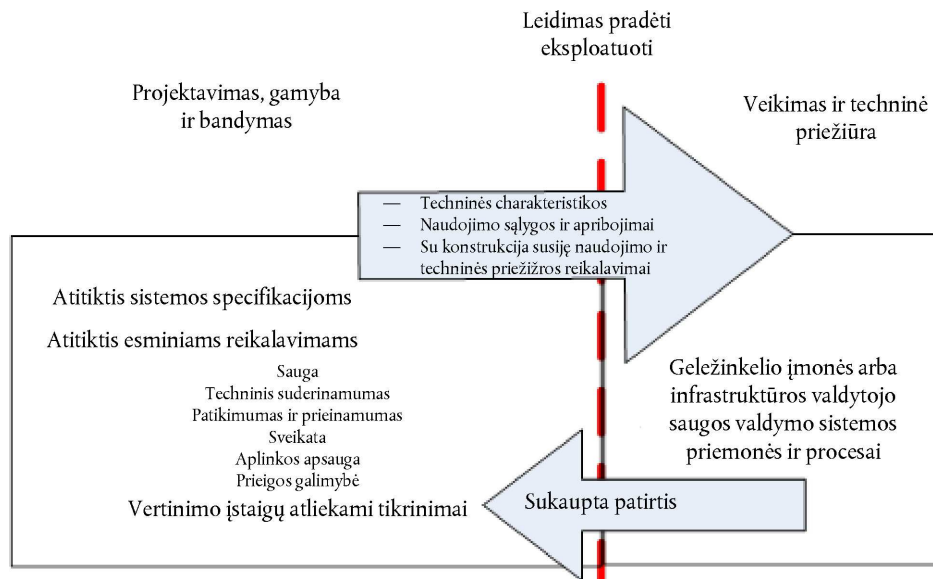 Leidimas pradėti
eksploatuoti
Projektavimas, gamyba
ir bandymas
Veikimas ir techninė
priežiūra
— Techninės charakteristikos
— Naudojimo sąlygos ir apribojimai
— Su konstrukcija susiję naudojimo ir
techninės priežižros reikalavimai
Atitiktis sistemos specifikacijoms
Atitiktis esminiams reikalavimams
Sauga
Techninis suderinamumas
Patikimumas ir prieinamumas
Sveikata
Aplinkos apsauga
Prieigos galimybė
Vertinimo įstaigų atliekami tikrinimai
Geležinkelio įmonės arba
infrastruktūros valdytojo
saugos valdymo sistemos
priemonės ir procesai
Sukaupta patirtis